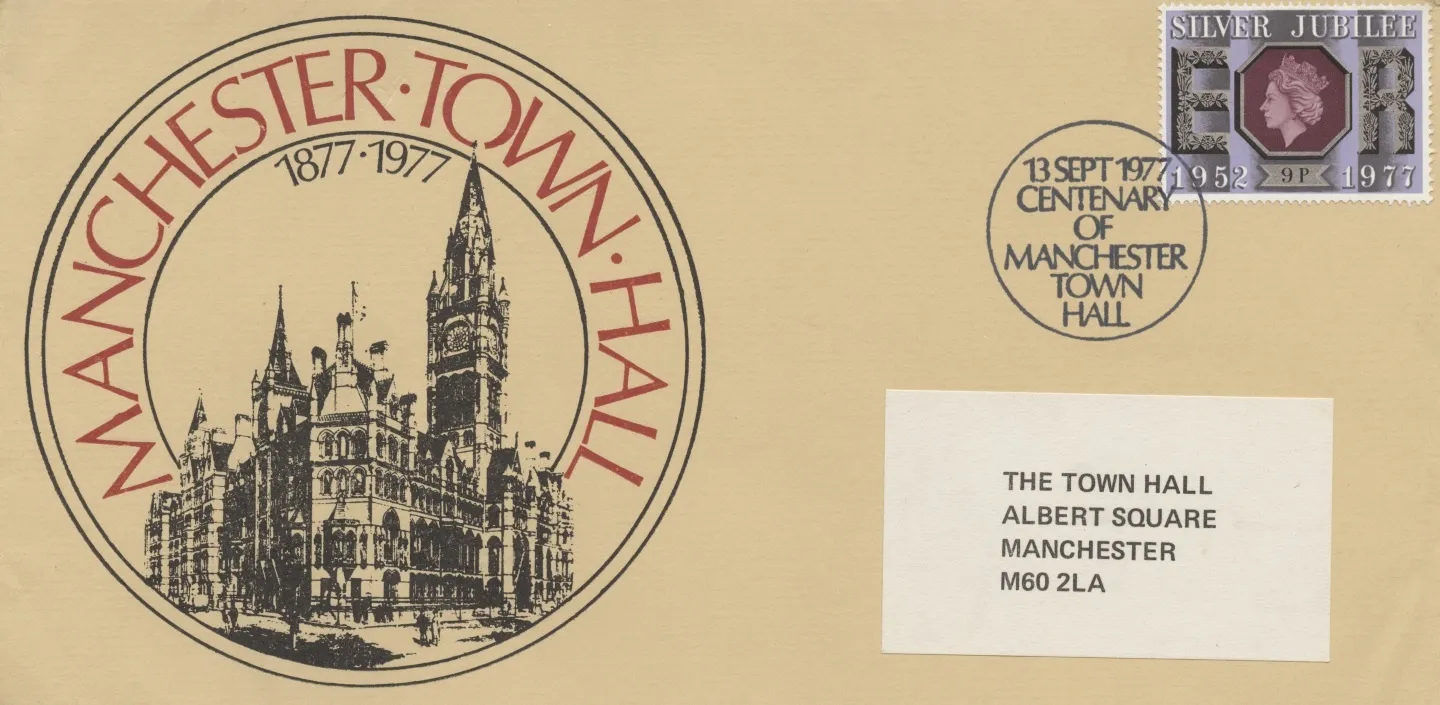 MANCHESTER·TOWN·HALL
1877·1977
SILVER JUBILEE
E R
1952 9P 1977
13 SEPT 1977
CENTENARY
OF
MANCHESTER
TOWN
HALL
THE TOWN HALL
ALBERT SQUARE
MANCHESTER
M60 2LA